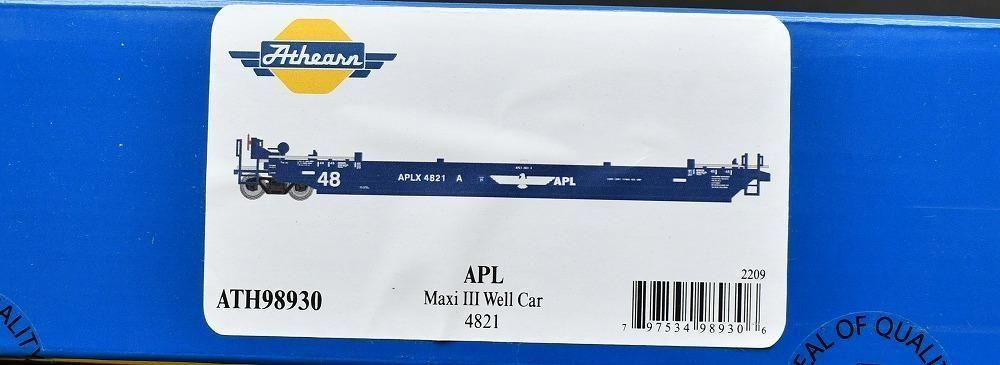 Athearn
48
APLX 4821 A
APL
APL
Maxi III Well Car
4821
ATH98930
2209
7 97534 98930 6
ALITY
EAL OF QUALI